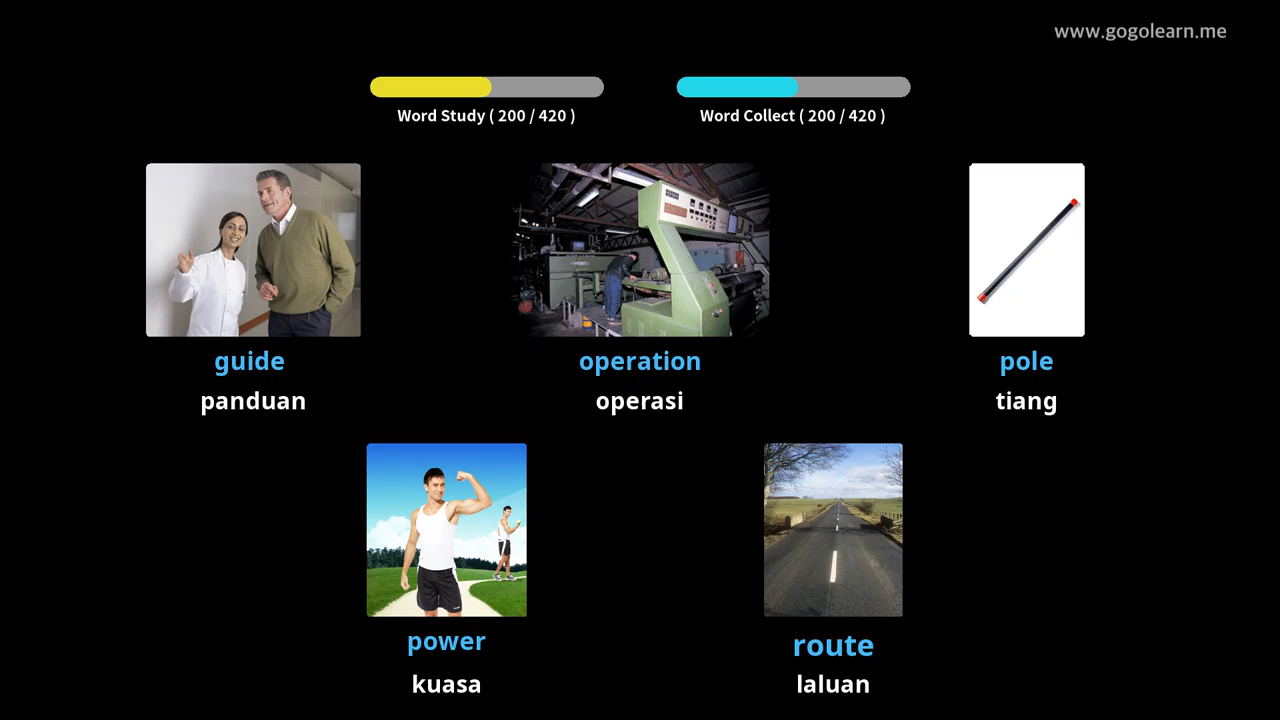 www.gogolearn.me
Word Study ( 200 / 420 )
Word Collect ( 200 / 420 )
guide
panduan
operation
operasi
pole
tiang
power
kuasa
route
laluan